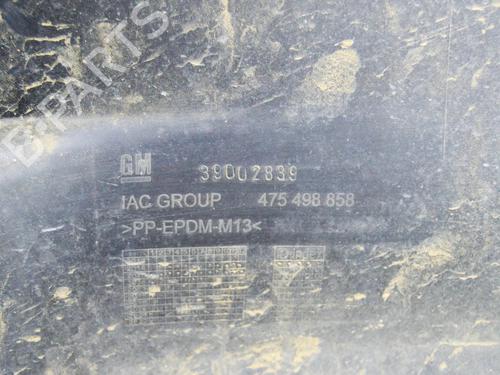 B-PARTS
GM 39002839
IAC GROUP 475 498 858
>PP-EPDM-M13<